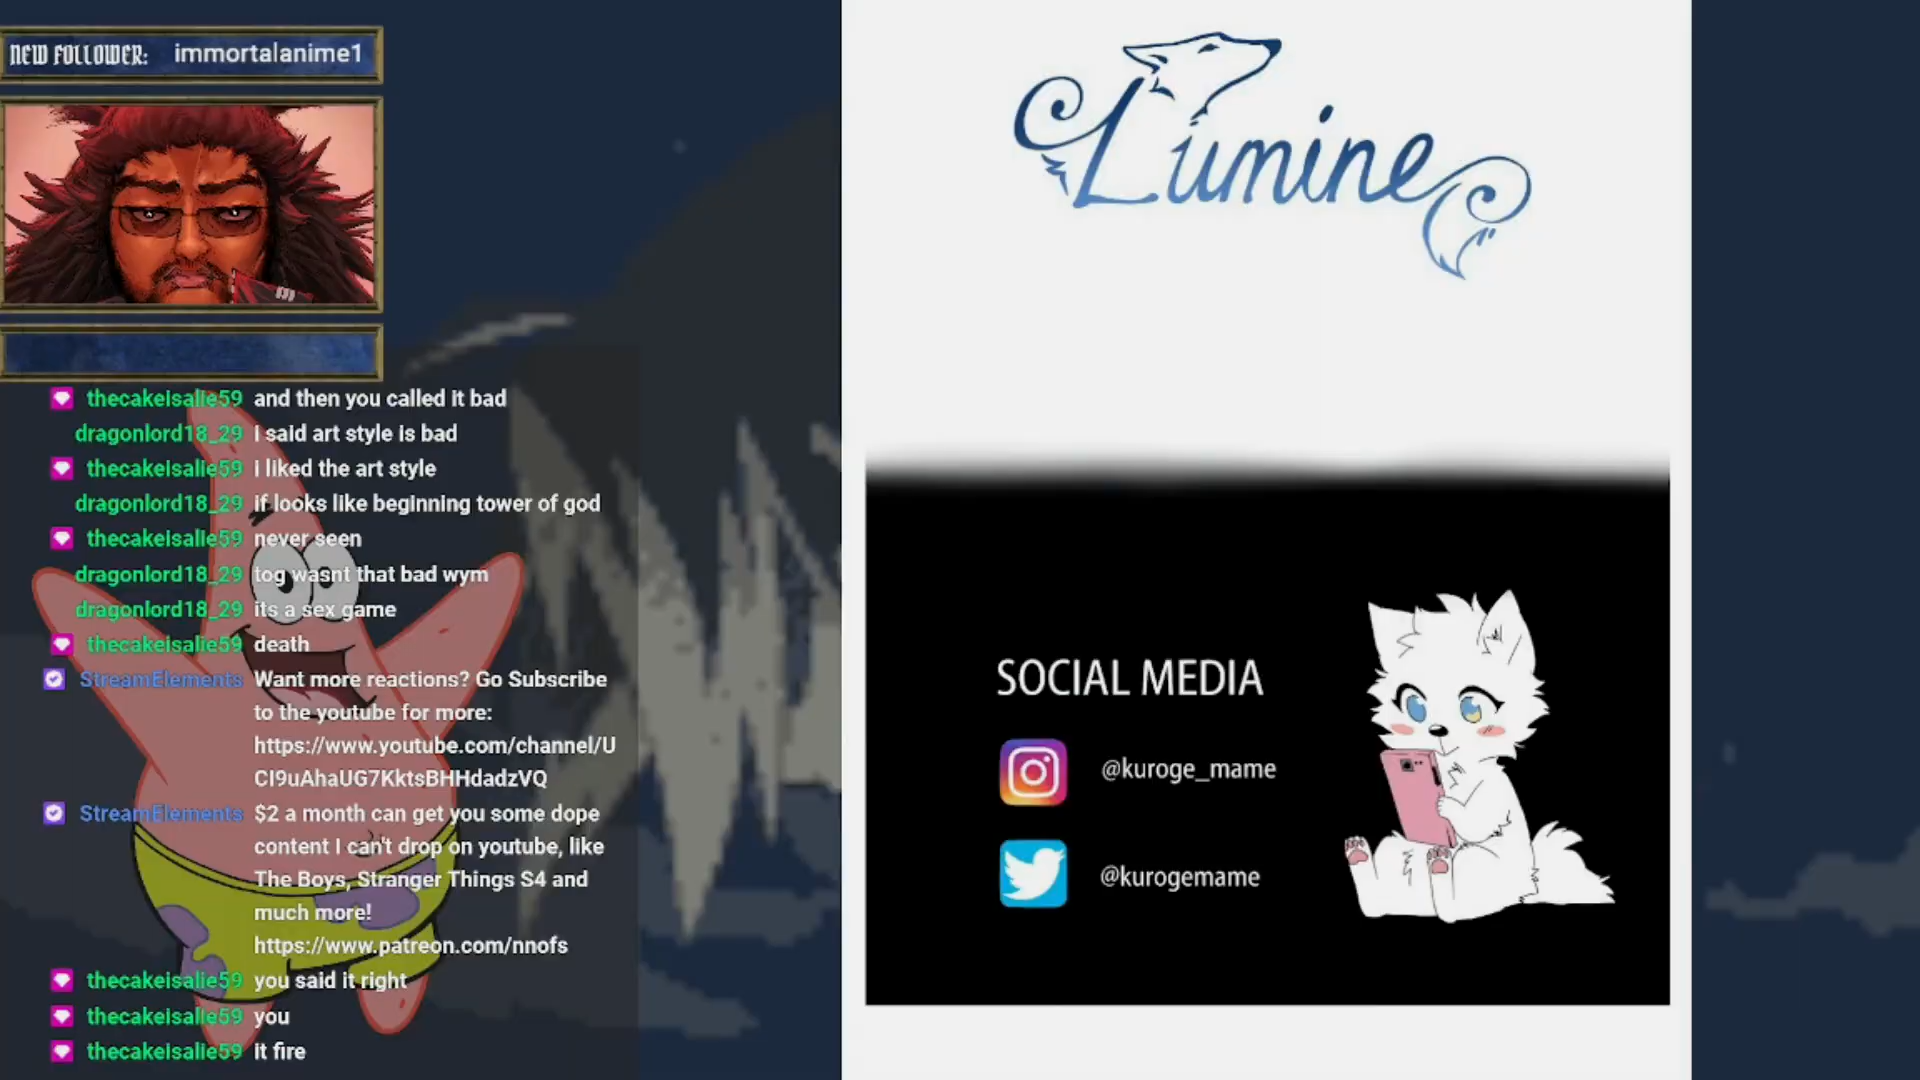 NEW FOLLOWER: immortalanime1
thecakeisalie59 and then you called it bad
dragonlord18_29 I said art style is bad
thecakeisalie59 i liked the art style
dragonlord18_29 if looks like beginning tower of god
thecakeisalie59 never seen
dragonlord18_29 tog wasnt that bad wym
dragonlord18_29 its a sex game
thecakeisalie59 death
StreamElements Want more reactions? Go Subscribe
to the youtube for more:
https://www.youtube.com/channel/U
CI9uAhaUG7KktsBHHdadzVQ
StreamElements $2 a month can get you some dope
content I can't drop on youtube, like
The Boys, Stranger Things S4 and
much more!
https://www.patreon.com/nnofs
thecakeisalie59 you said it right
thecakeisalie59 you
thecakeisalie59 it fire
Lumine
SOCIAL MEDIA
@kuroge_mame
@kurogemame